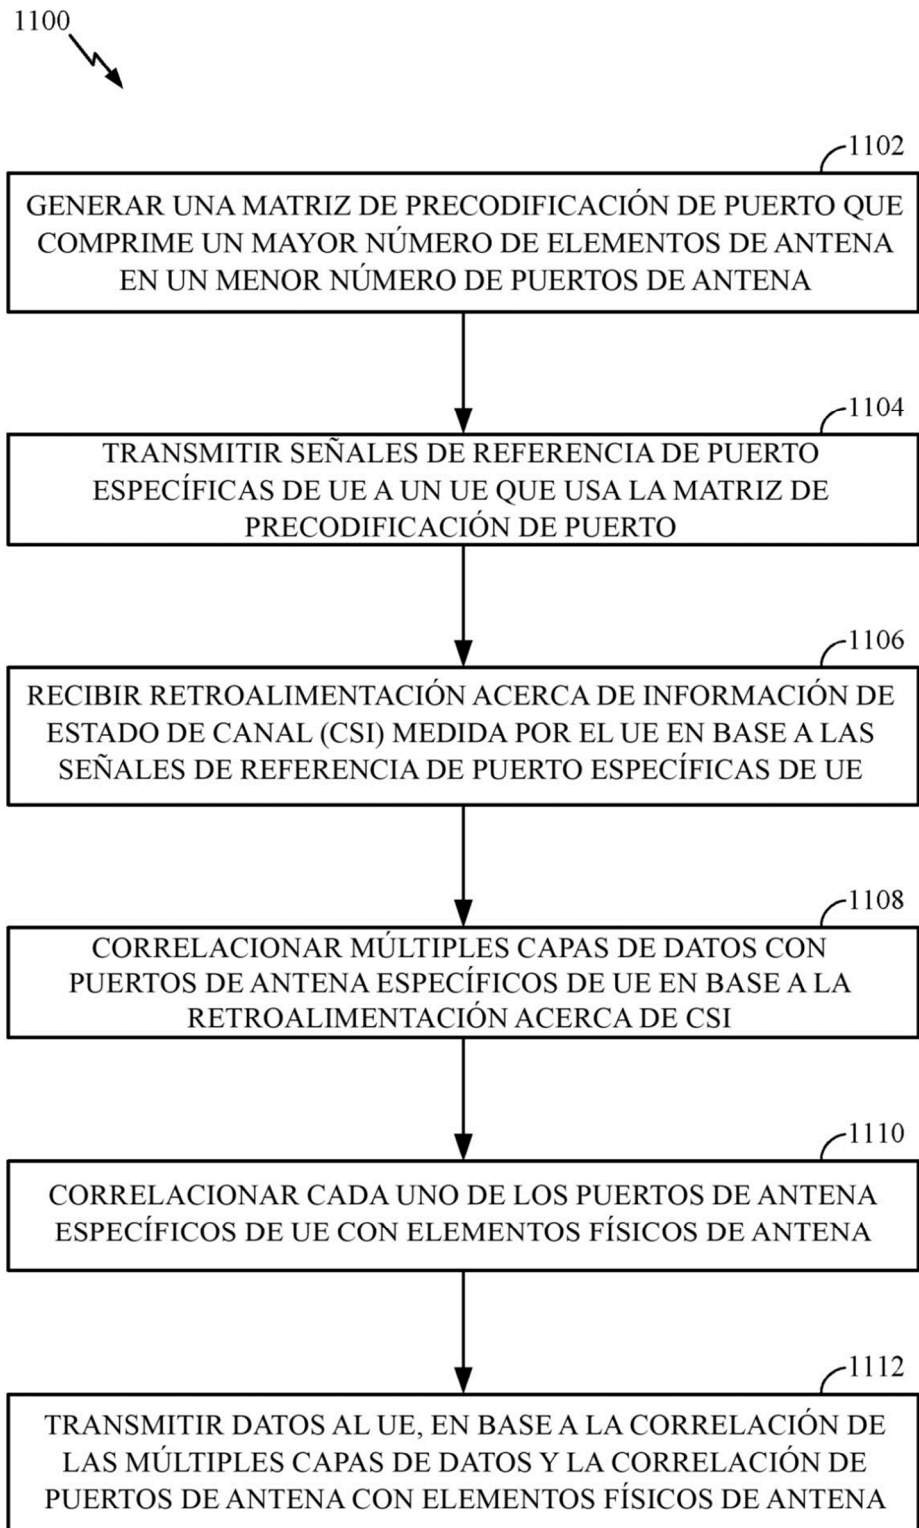 1100
1102
GENERAR UNA MATRIZ DE PRECODIFICACIÓN DE PUERTO QUE
COMPRIME UN MAYOR NÚMERO DE ELEMENTOS DE ANTENA
EN UN MENOR NÚMERO DE PUERTOS DE ANTENA
1104
TRANSMITIR SEÑALES DE REFERENCIA DE PUERTO
ESPECÍFICAS DE UE A UN UE QUE USA LA MATRIZ DE
PRECODIFICACIÓN DE PUERTO
1106
RECIBIR RETROALIMENTACIÓN ACERCA DE INFORMACIÓN DE
ESTADO DE CANAL (CSI) MEDIDA POR EL UE EN BASE A LAS
SEÑALES DE REFERENCIA DE PUERTO ESPECÍFICAS DE UE
1108
CORRELACIONAR MÚLTIPLES CAPAS DE DATOS CON
PUERTOS DE ANTENA ESPECÍFICOS DE UE EN BASE A LA
RETROALIMENTACIÓN ACERCA DE CSI
1110
CORRELACIONAR CADA UNO DE LOS PUERTOS DE ANTENA
ESPECÍFICOS DE UE CON ELEMENTOS FÍSICOS DE ANTENA
1112
TRANSMITIR DATOS AL UE, EN BASE A LA CORRELACIÓN DE
LAS MÚLTIPLES CAPAS DE DATOS Y LA CORRELACIÓN DE
PUERTOS DE ANTENA CON ELEMENTOS FÍSICOS DE ANTENA